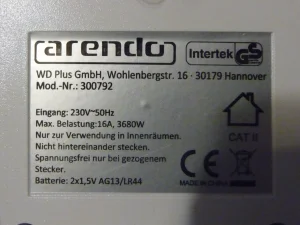 arendo
Intertek GS
WD Plus GmbH, Wohlenbergstr. 16 · 30179 Hannover
Mod.-Nr.: 300792
Eingang: 230V~50Hz
Max. Belastung:16A, 3680W
Nur zur Verwendung in Innenräumen.
Nicht hintereinander stecken.
Spannungsfrei nur bei gezogenem
Stecker.
Batterie: 2x1,5V AG13/LR44
CAT II
CE
MADE IN CHINA